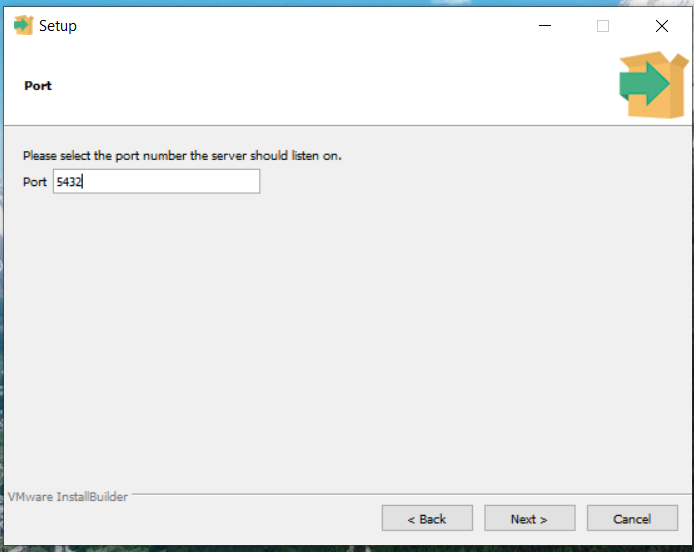 Setup
Port
Please select the port number the server should listen on.
Port 5432
VMware InstallBuilder
< Back Next > Cancel